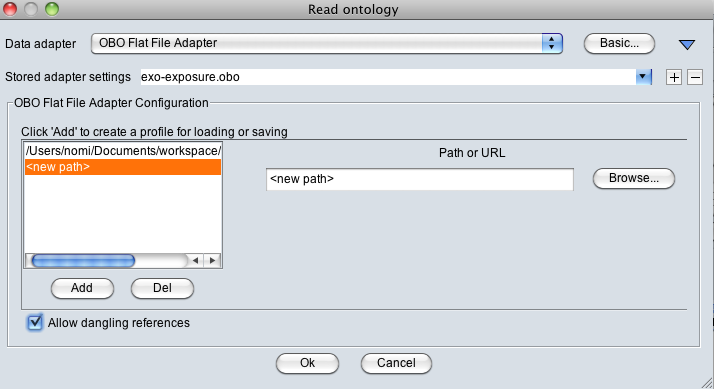 Read ontology
Data adapter OBO Flat File Adapter Basic...
Stored adapter settings exo-exposure.obo
OBO Flat File Adapter Configuration
Click 'Add' to create a profile for loading or saving
/Users/nomi/Documents/workspace/
<new path>
Path or URL
<new path> Browse...
Add Del
Allow dangling references
Ok Cancel